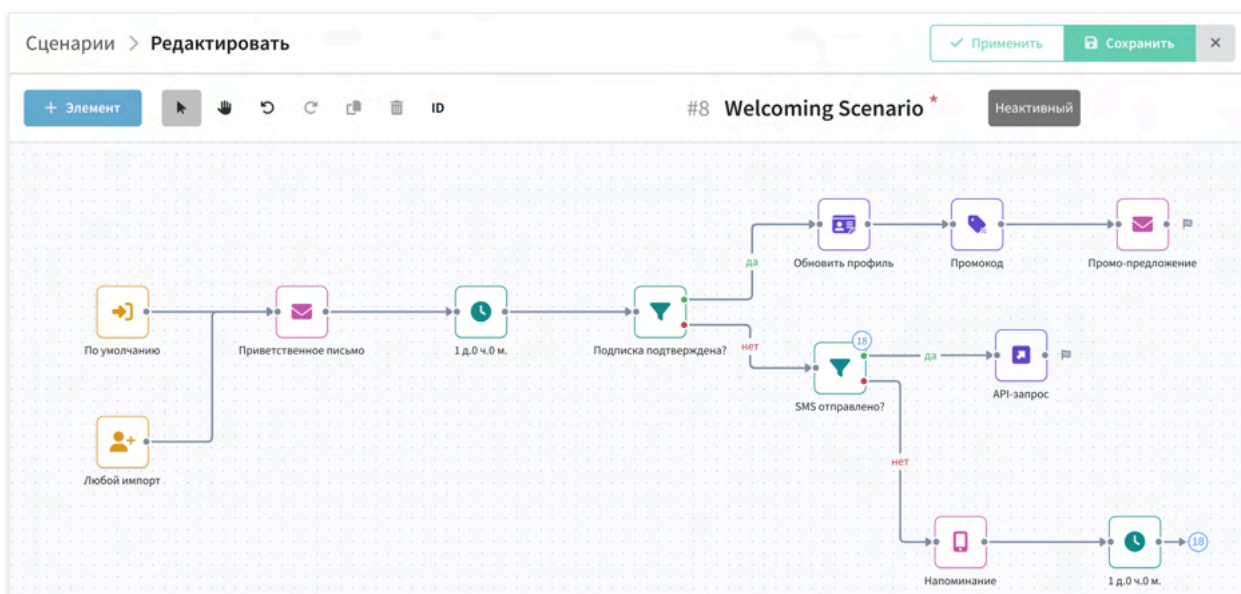 Сценарии > Редактировать
Применить
Сохранить
+ Элемент
ID
#8 Welcoming Scenario *
Неактивный
Обновить профиль
Промокод
Промо-предложение
да
По умолчанию
Приветственное письмо
1 д.0 ч.0 м.
Подписка подтверждена?
нет
18
да
SMS отправлено?
API-запрос
Любой импорт
нет
18
Напоминание
1 д.0 ч.0 м.